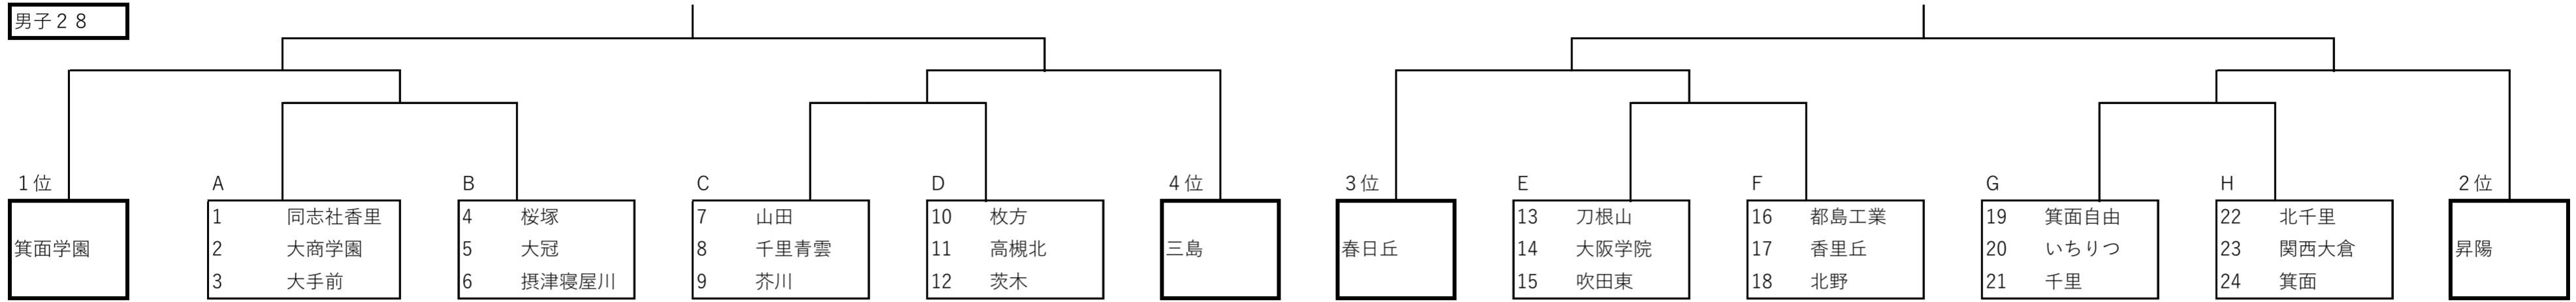 男子２８
1位 A B C D 4位 3位 E F G H 2位
1 同志社香里 4 桜塚 7 山田 10 枚方 13 刀根山 16 都島工業 19 箕面自由 22 北千里
箕面学園 2 大商学園 5 大冠 8 千里青雲 11 高槻北 三島 春日丘 14 大阪学院 17 香里丘 20 いちりつ 23 関西大倉 昇陽
3 大手前 6 摂津寝屋川 9 芥川 12 茨木 15 吹田東 18 北野 21 千里 24 箕面